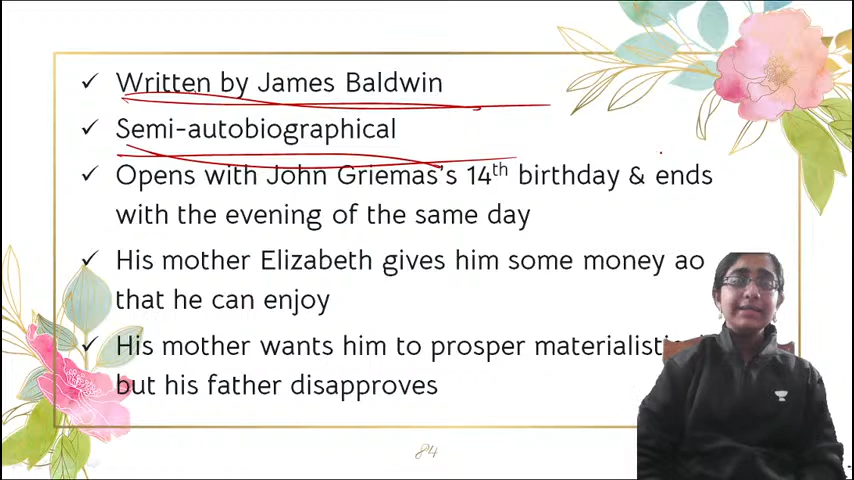 ✓ Written by James Baldwin
✓ Semi-autobiographical
✓ Opens with John Griemas's 14th birthday & ends
with the evening of the same day
✓ His mother Elizabeth gives him some money ao
that he can enjoy
✓ His mother wants him to prosper
but his father disapproves
84